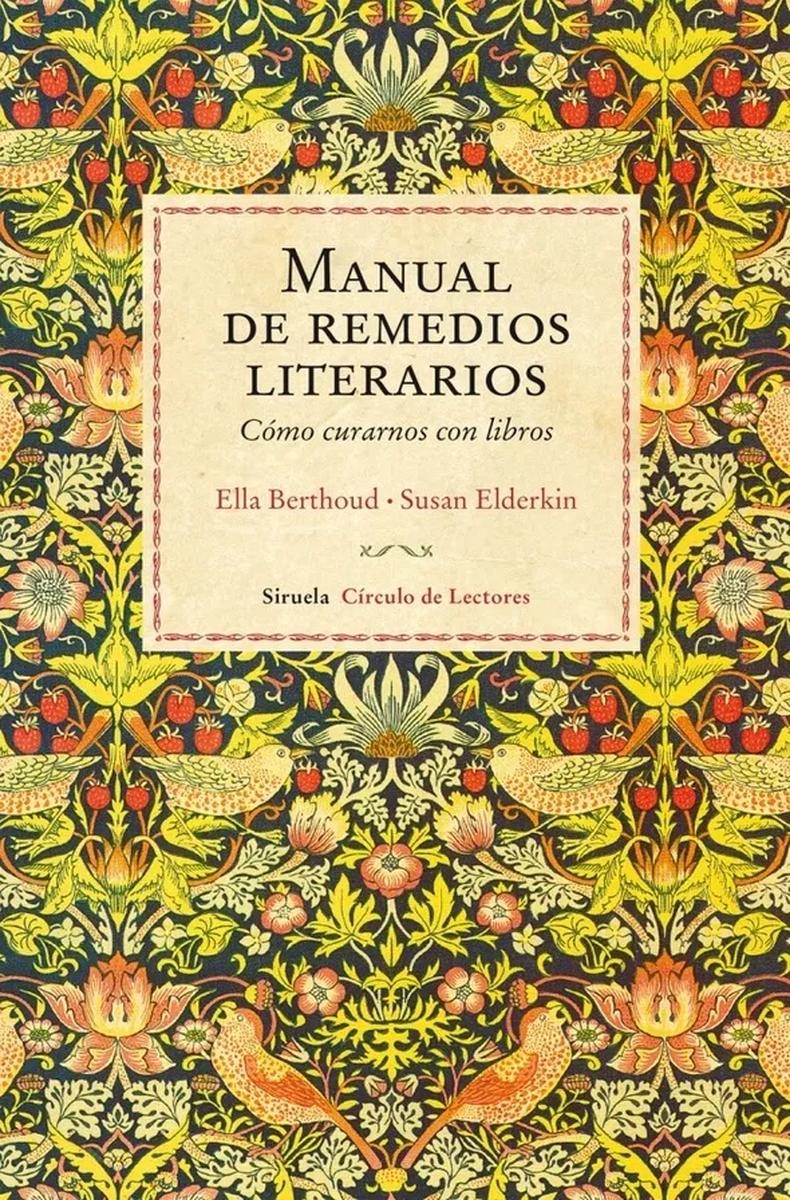 MANUAL
DE REMEDIOS
LITERARIOS
Cómo curarnos con libros
Ella Berthoud • Susan Elderkin
Siruela Círculo de Lectores